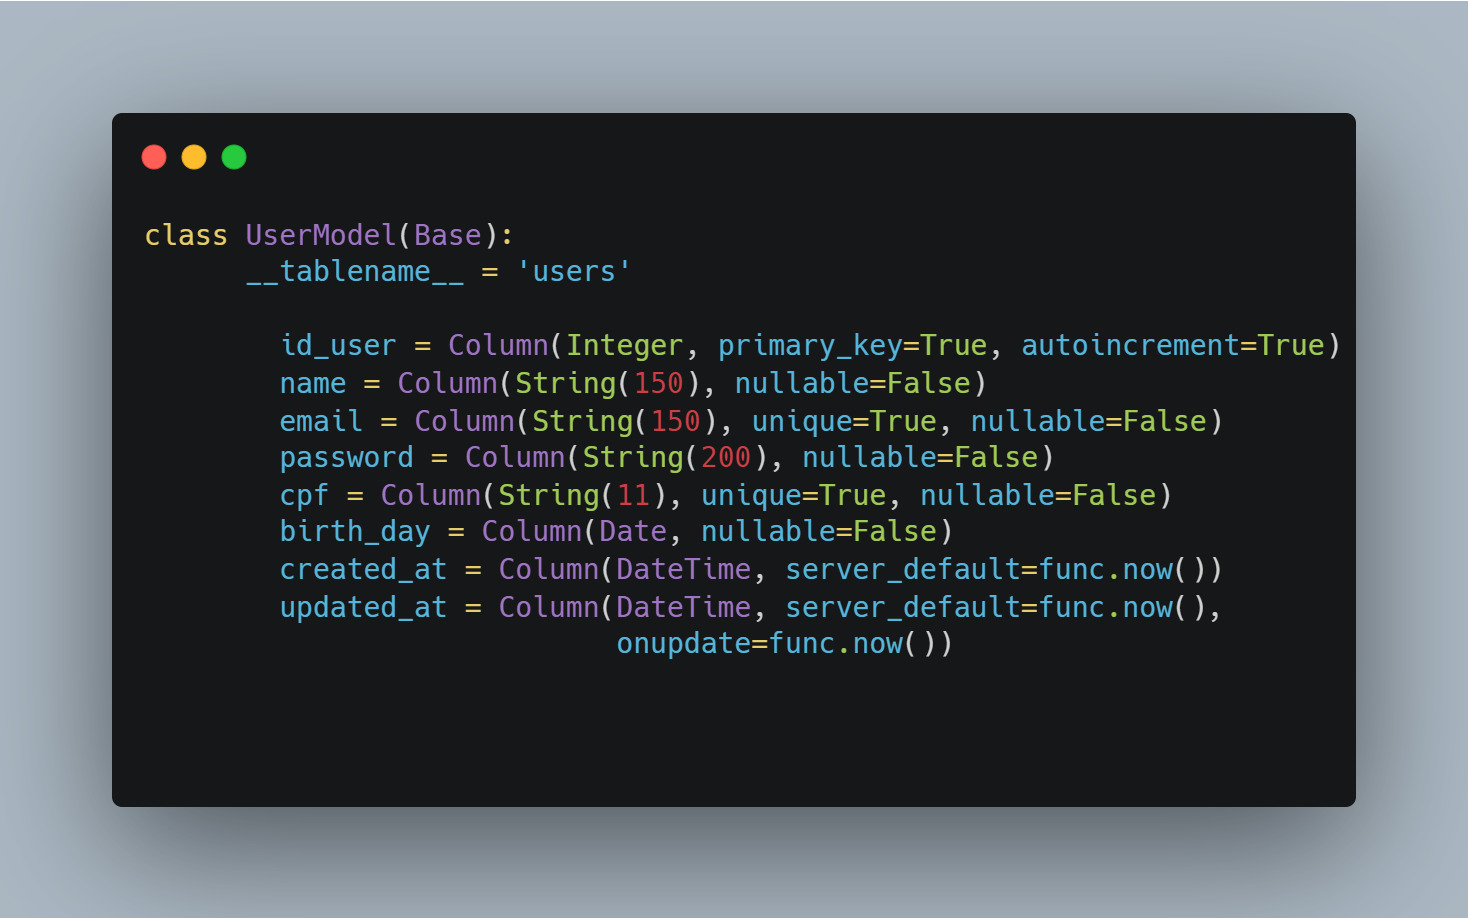 class UserModel(Base):
      __tablename__ = 'users'

        id_user = Column(Integer, primary_key=True, autoincrement=True)
        name = Column(String(150), nullable=False)
        email = Column(String(150), unique=True, nullable=False)
        password = Column(String(200), nullable=False)
        cpf = Column(String(11), unique=True, nullable=False)
        birth_day = Column(Date, nullable=False)
        created_at = Column(DateTime, server_default=func.now())
        updated_at = Column(DateTime, server_default=func.now(),
                            onupdate=func.now())